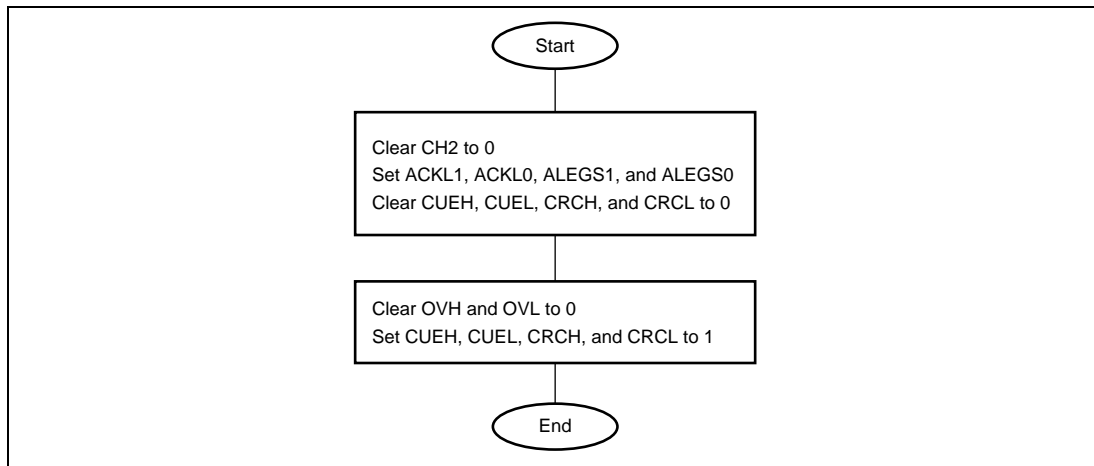 Start
Clear CH2 to 0
Set ACKL1, ACKL0, ALEGS1, and ALEGS0
Clear CUEH, CUEL, CRCH, and CRCL to 0
Clear OVH and OVL to 0
Set CUEH, CUEL, CRCH, and CRCL to 1
End